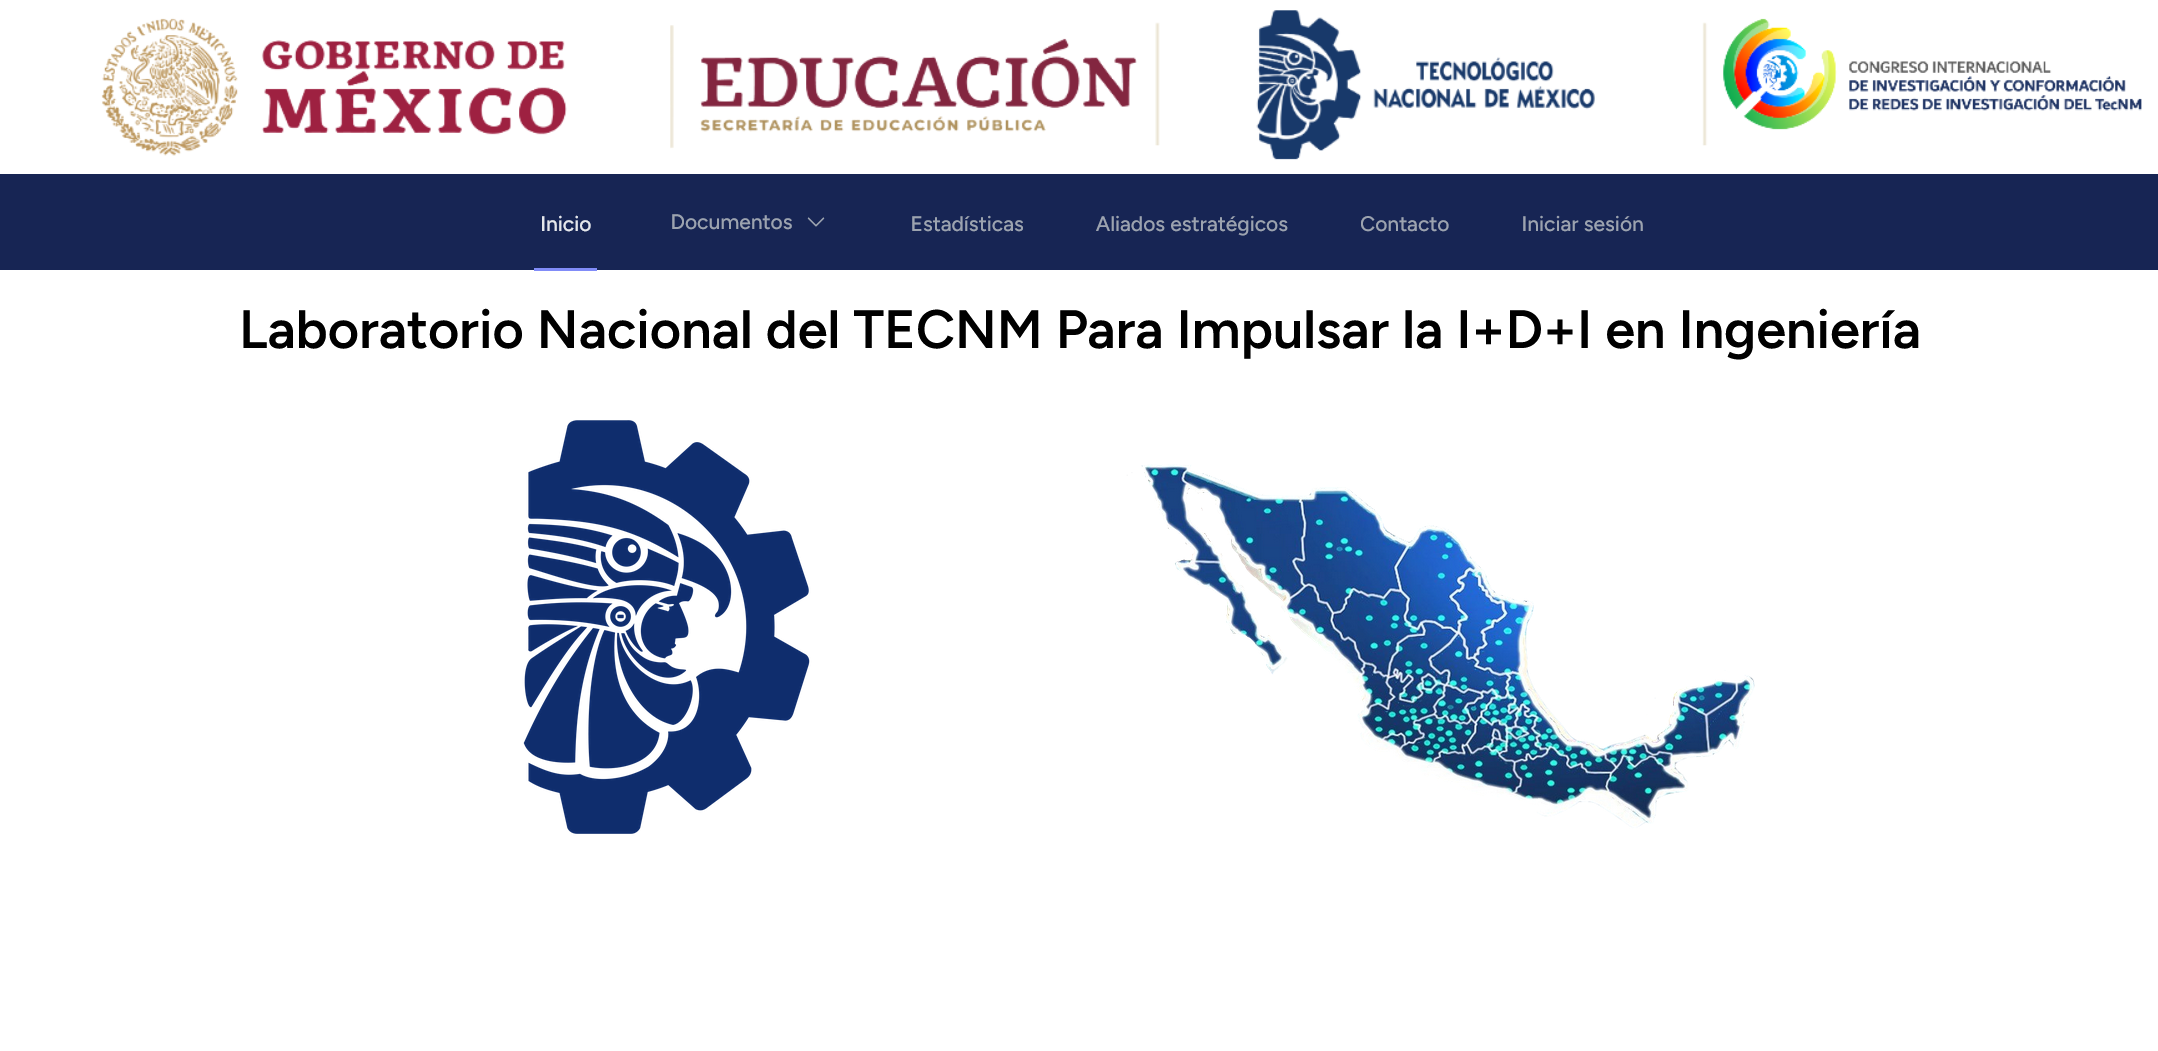 ESTADOS UNIDOS MEXICANOS
GOBIERNO DE
MÉXICO
EDUCACIÓN
SECRETARÍA DE EDUCACIÓN PÚBLICA
TECNOLÓGICO
NACIONAL DE MÉXICO
CONGRESO INTERNACIONAL
DE INVESTIGACIÓN Y CONFORMACIÓN
DE REDES DE INVESTIGACIÓN DEL TecNM
Inicio
Documentos
Estadísticas
Aliados estratégicos
Contacto
Iniciar sesión
Laboratorio Nacional del TECNM Para Impulsar la I+D+I en Ingeniería